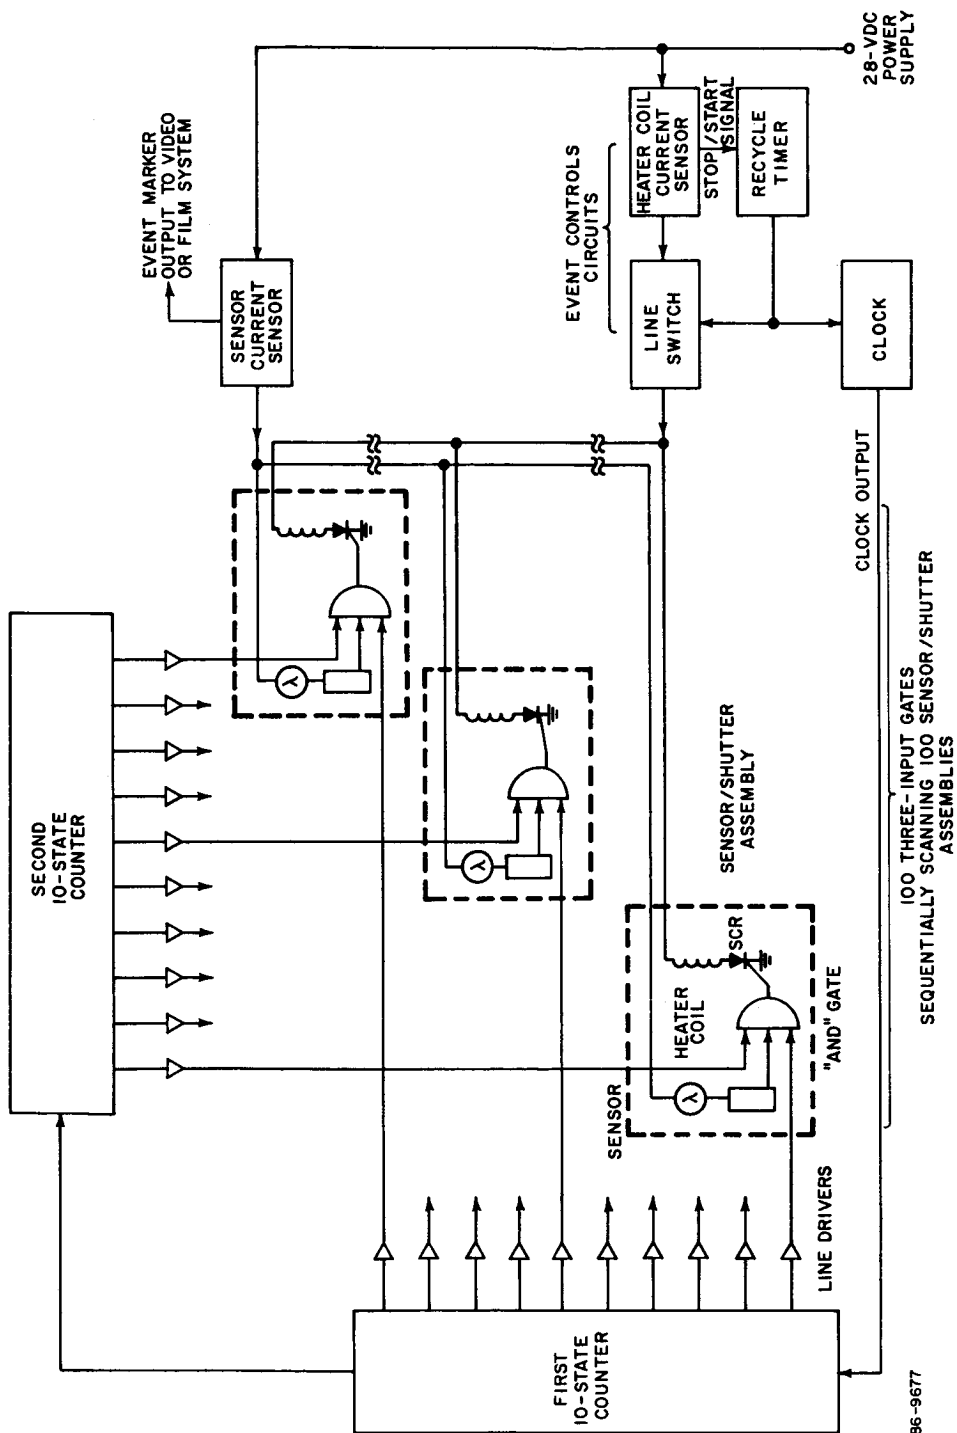 28-VDC
POWER
SUPPLY
EVENT MARKER
OUTPUT TO VIDEO
OR FILM SYSTEM
SENSOR
CURRENT
SENSOR
EVENT CONTROLS
CIRCUITS
HEATER COIL
CURRENT
SENSOR
STOP/START
SIGNAL
RECYCLE
TIMER
LINE
SWITCH
CLOCK
CLOCK OUTPUT
SECOND
10-STATE
COUNTER
λ
λ
SENSOR/SHUTTER
ASSEMBLY
SENSOR
λ
HEATER
COIL
SCR
"AND" GATE
LINE DRIVERS
FIRST
10-STATE
COUNTER
100 THREE-INPUT GATES
SEQUENTIALLY SCANNING 100 SENSOR/SHUTTER
ASSEMBLIES
86-9677